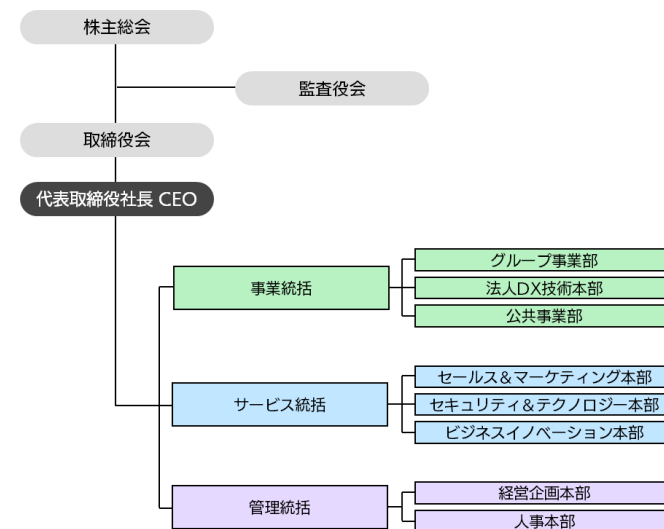 株主総会
監査役会
取締役会
代表取締役社長 CEO
事業統括
グループ事業部
法人DX技術本部
公共事業部
サービス統括
セールス＆マーケティング本部
セキュリティ＆テクノロジー本部
ビジネスイノベーション本部
管理統括
経営企画本部
人事本部